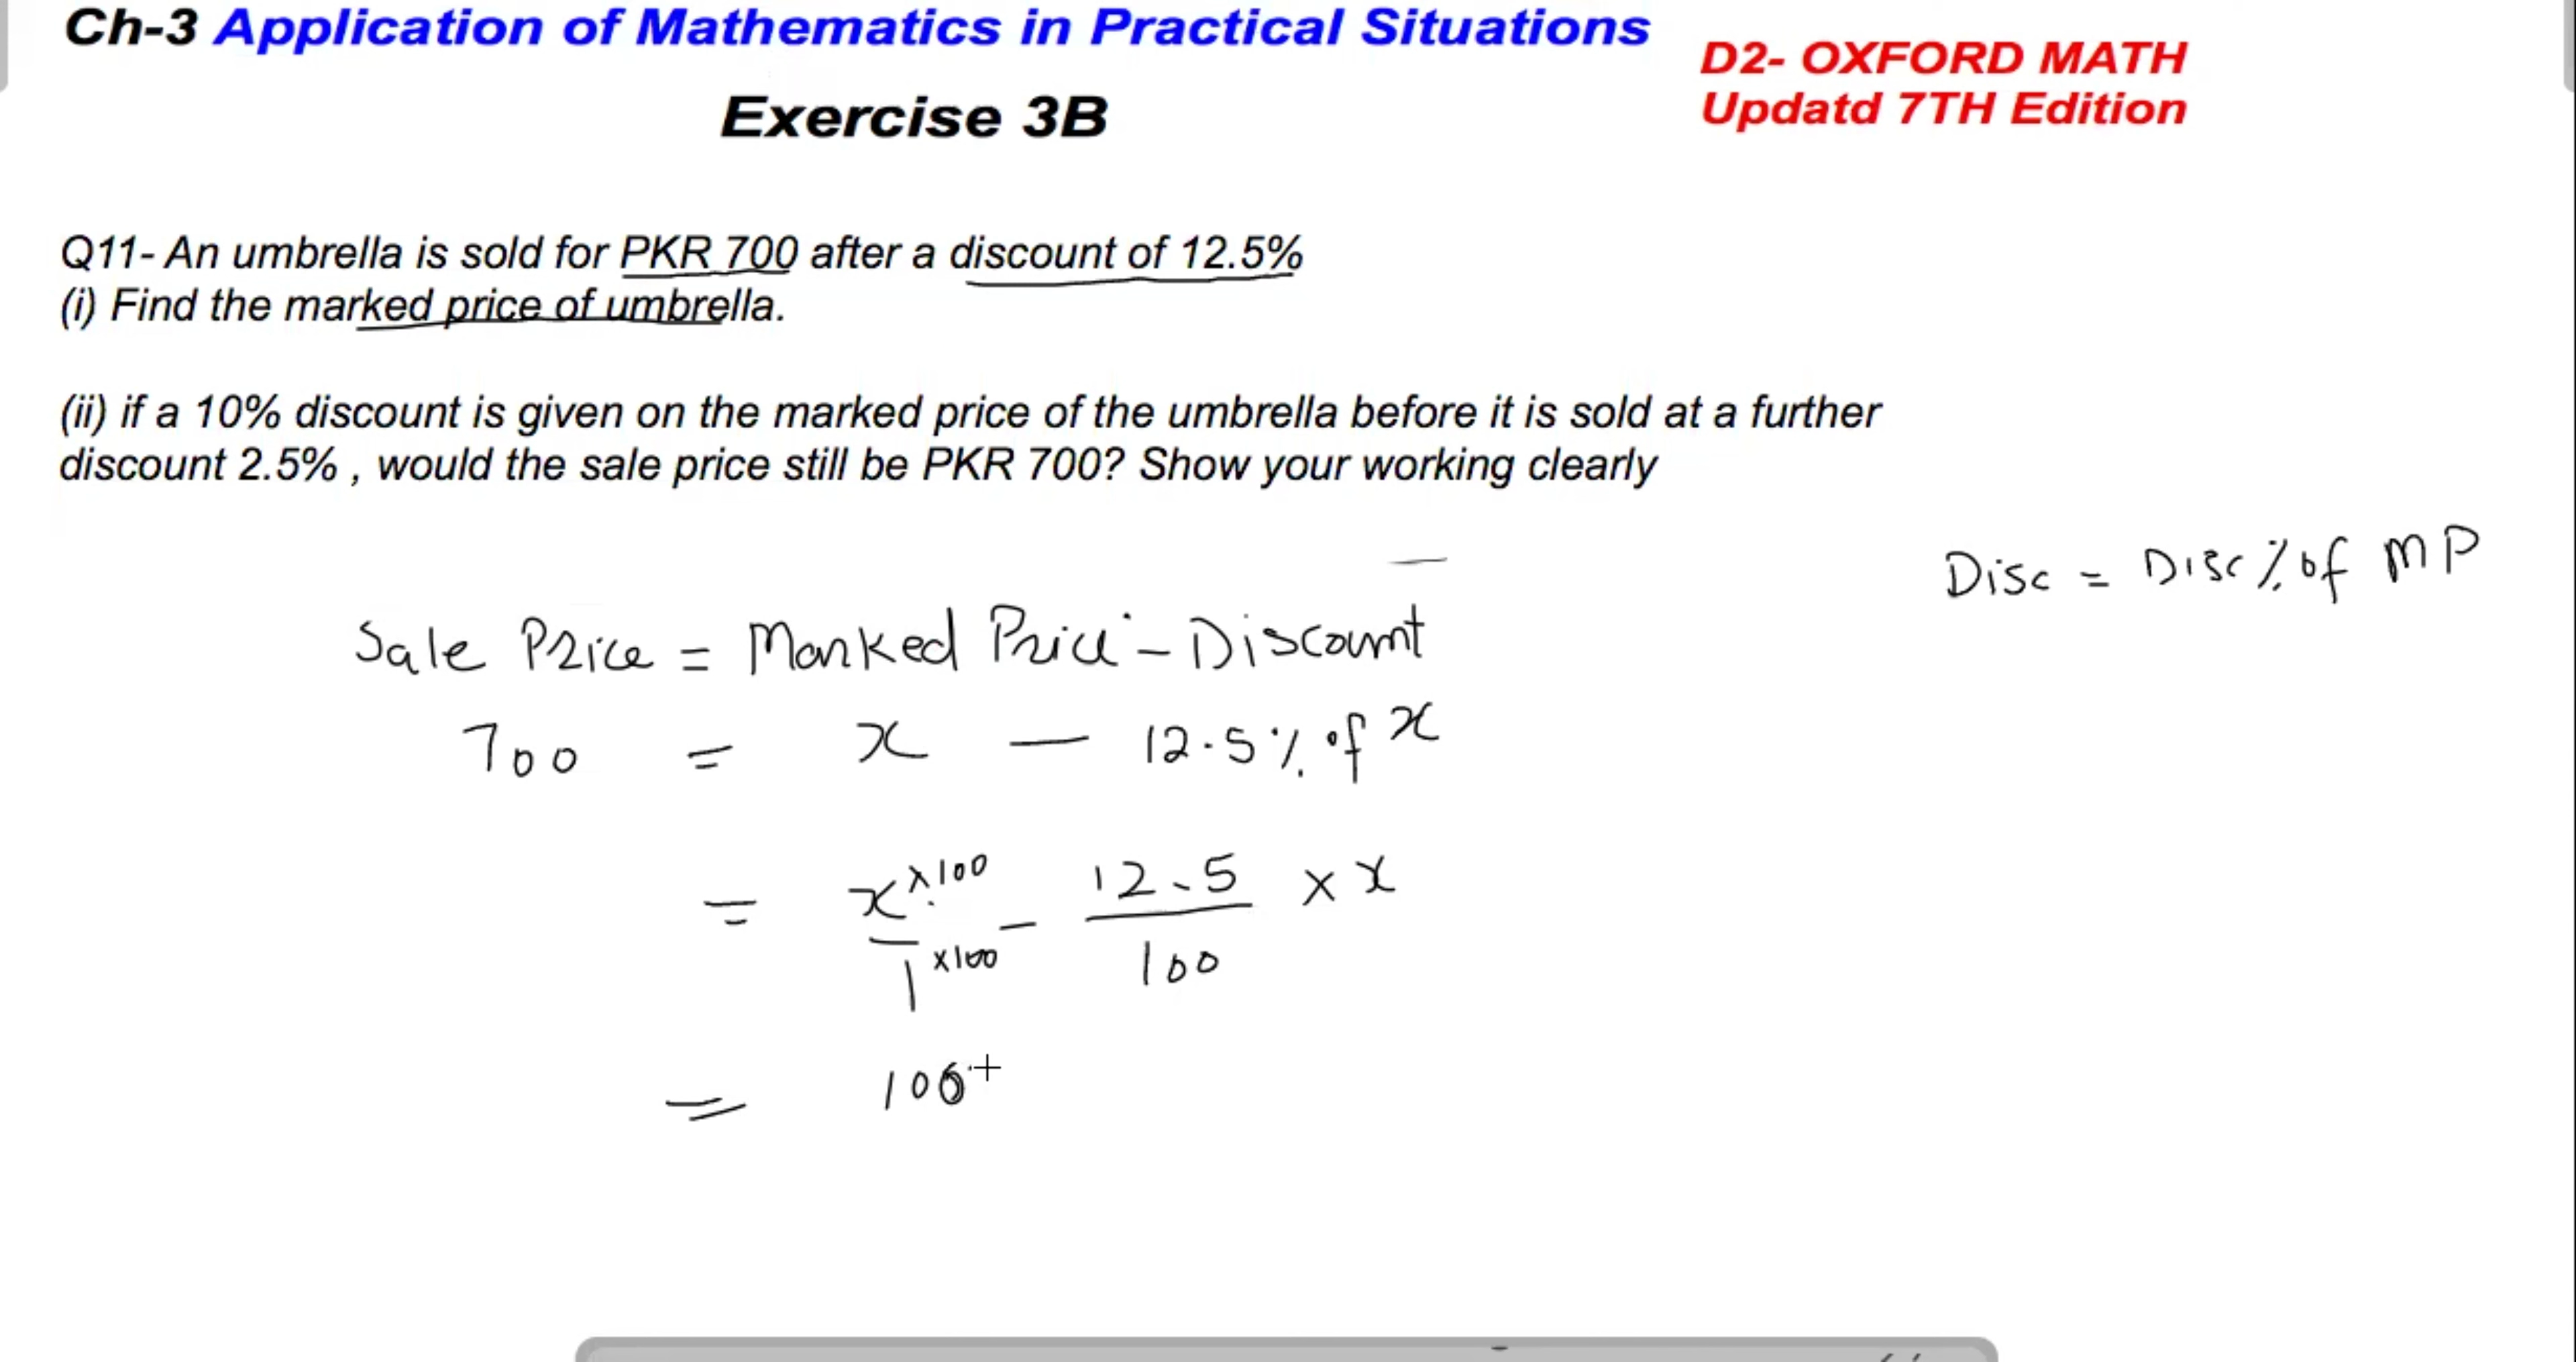 Ch-3 Application of Mathematics in Practical Situations
D2- OXFORD MATH
Updatd 7TH Edition
Exercise 3B
Q11- An umbrella is sold for PKR 700 after a discount of 12.5%
(i) Find the marked price of umbrella.
(ii) if a 10% discount is given on the marked price of the umbrella before it is sold at a further
discount 2.5% , would the sale price still be PKR 700? Show your working clearly
Disc = Disc % of MP
Sale Price = Marked Price - Discount
700 = x - 12.5% of x
= x×100/1×100 - 12.5/100 × x
= 100